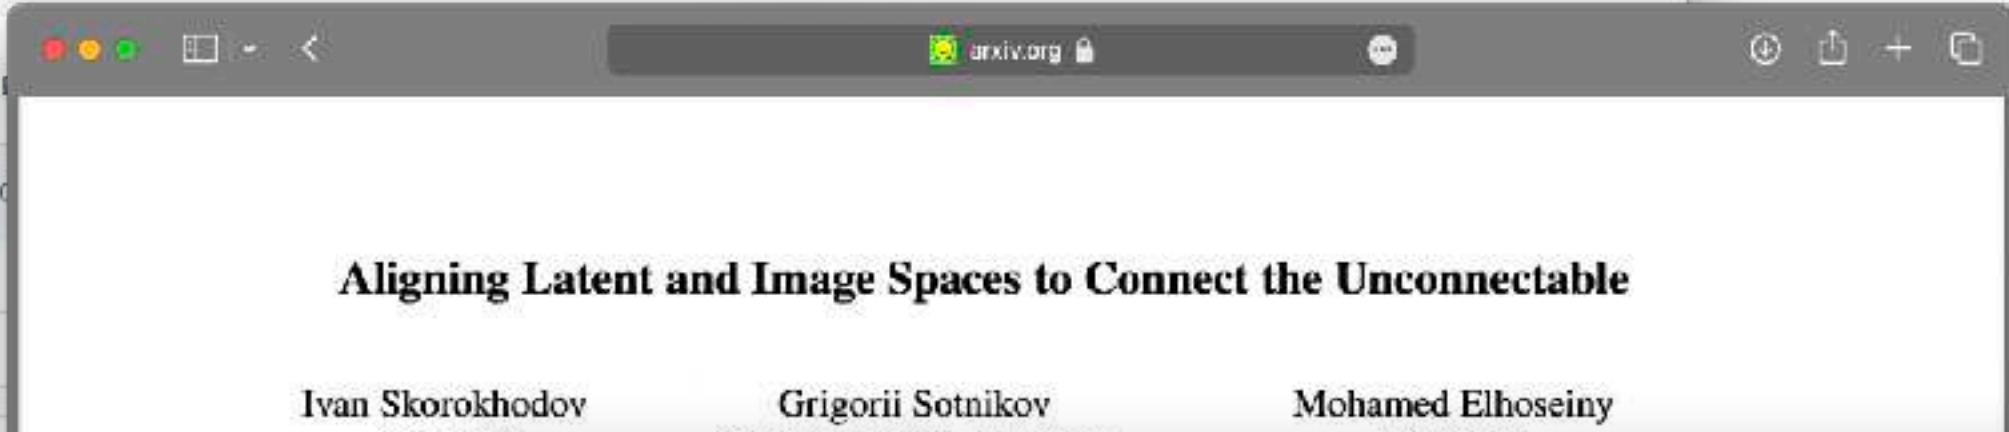 arxiv.org
Aligning Latent and Image Spaces to Connect the Unconnectable
Ivan Skorokhodov Grigorii Sotnikov Mohamed Elhoseiny